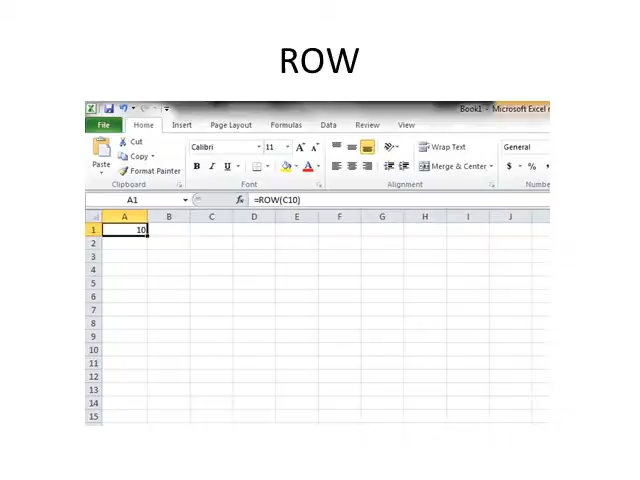 ROW
Book1 - Microsoft Excel
File Home Insert Page Layout Formulas Data Review View
Paste
Cut
Copy
Format Painter
Clipboard
Calibri 11
B I U
Font
Wrap Text
Merge & Center
Alignment
General
$ %
A1 fx =ROW(C10)
A B C D E F G H I J
1 10
2
3
4
5
6
7
8
9
10
11
12
13
14
15